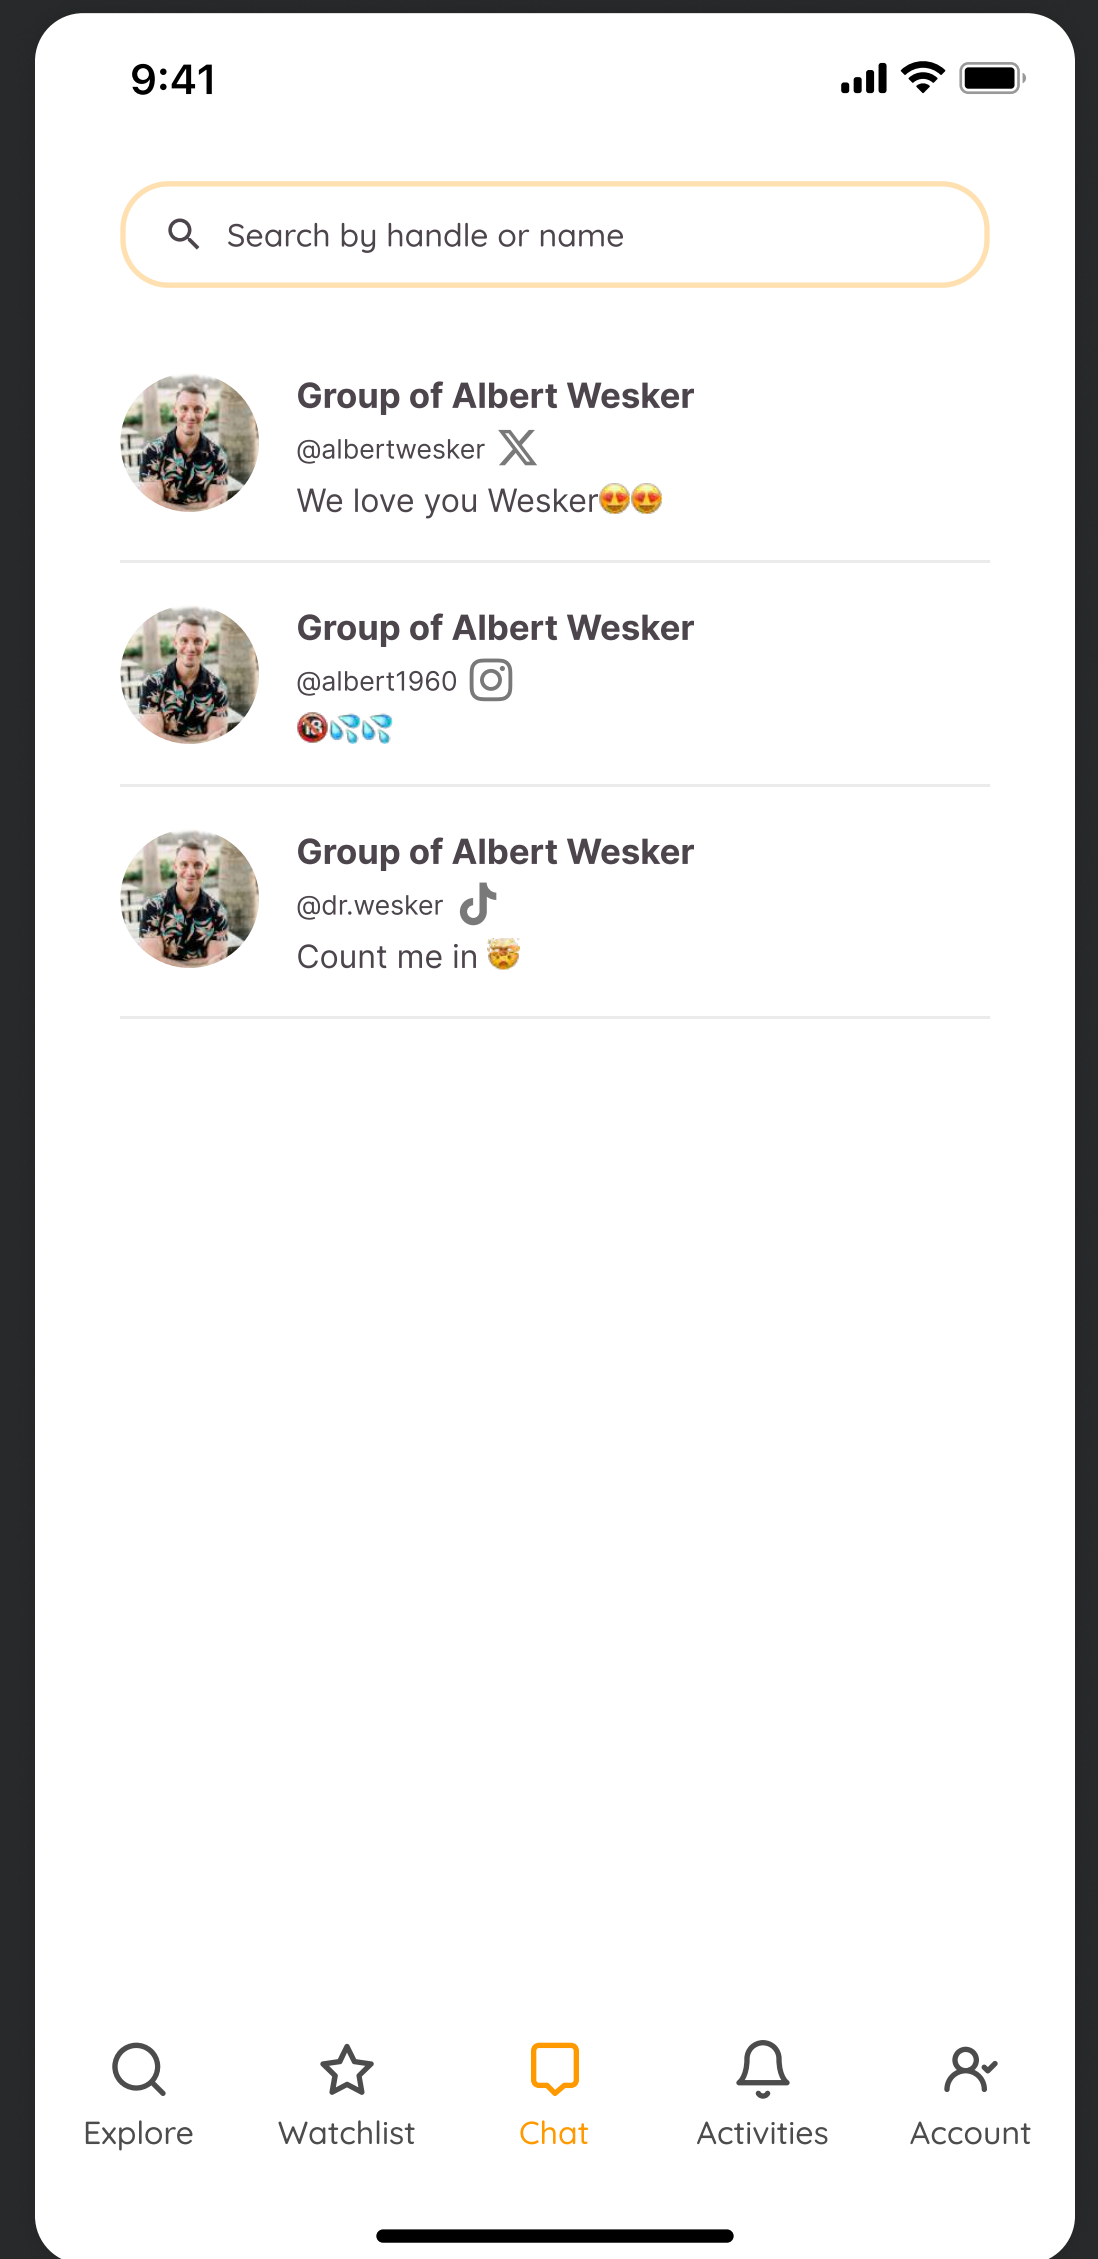 9:41
Search by handle or name
Group of Albert Wesker
@albertwesker
We love you Wesker😍😍
Group of Albert Wesker
@albert1960
🔞💦💦
Group of Albert Wesker
@dr.wesker
Count me in 🤯
Explore Watchlist Chat Activities Account